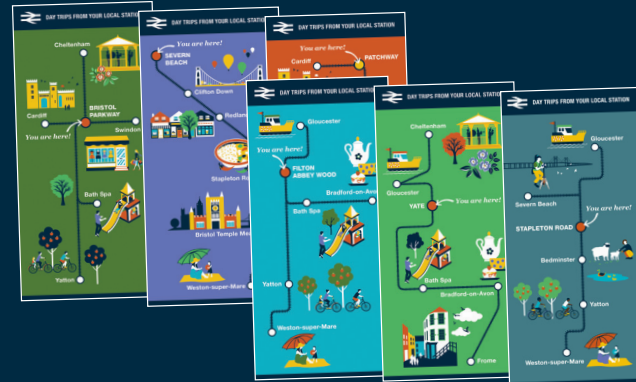 DAY TRIPS FROM YOUR LOCAL STATION
Cheltenham
Cardiff
BRISTOL
PARKWAY
You are here!
Swindon
Bath Spa
Yatton
DAY TRIPS FROM YOUR LOCAL STATION
You are here!
SEVERN
BEACH
Clifton Down
Stapleton
Bristol Temple
Weston-super-Mare
DAY TRIPS FROM YOUR LOCAL STATION
You are here!
Cardiff
PATCHWAY
DAY TRIPS FROM YOUR LOCAL STATION
Gloucester
You are here!
FILTON
ABBEY WOOD
Bradford-on-Avo
Bath Spa
Yatton
Weston-super-Mare
DAY TRIPS FROM YOUR LOCAL STATION
Cheltenham
Gloucester
YATE
You are here!
Bath Spa
Bradford-on-Avon
Frome
DAY TRIPS FROM YOUR LOCAL STATION
Gloucester
Severn Beach
You are here!
STAPLETON ROAD
Bedminster
Yatton
Weston-super-Mare